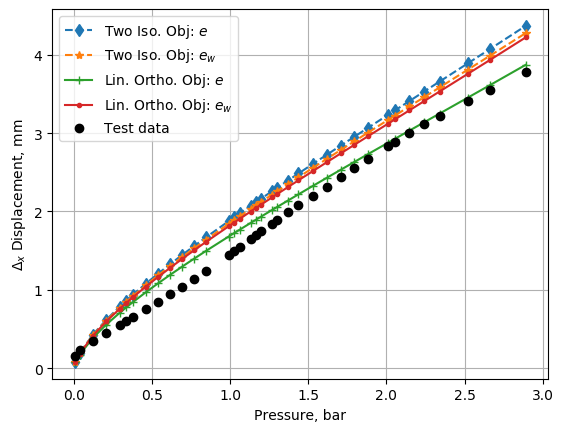 Two Iso. Obj: e
Two Iso. Obj: e_w
Lin. Ortho. Obj: e
Lin. Ortho. Obj: e_w
Test data
4
3
2
1
0
Δ_x Displacement, mm
0.0 0.5 1.0 1.5 2.0 2.5 3.0
Pressure, bar